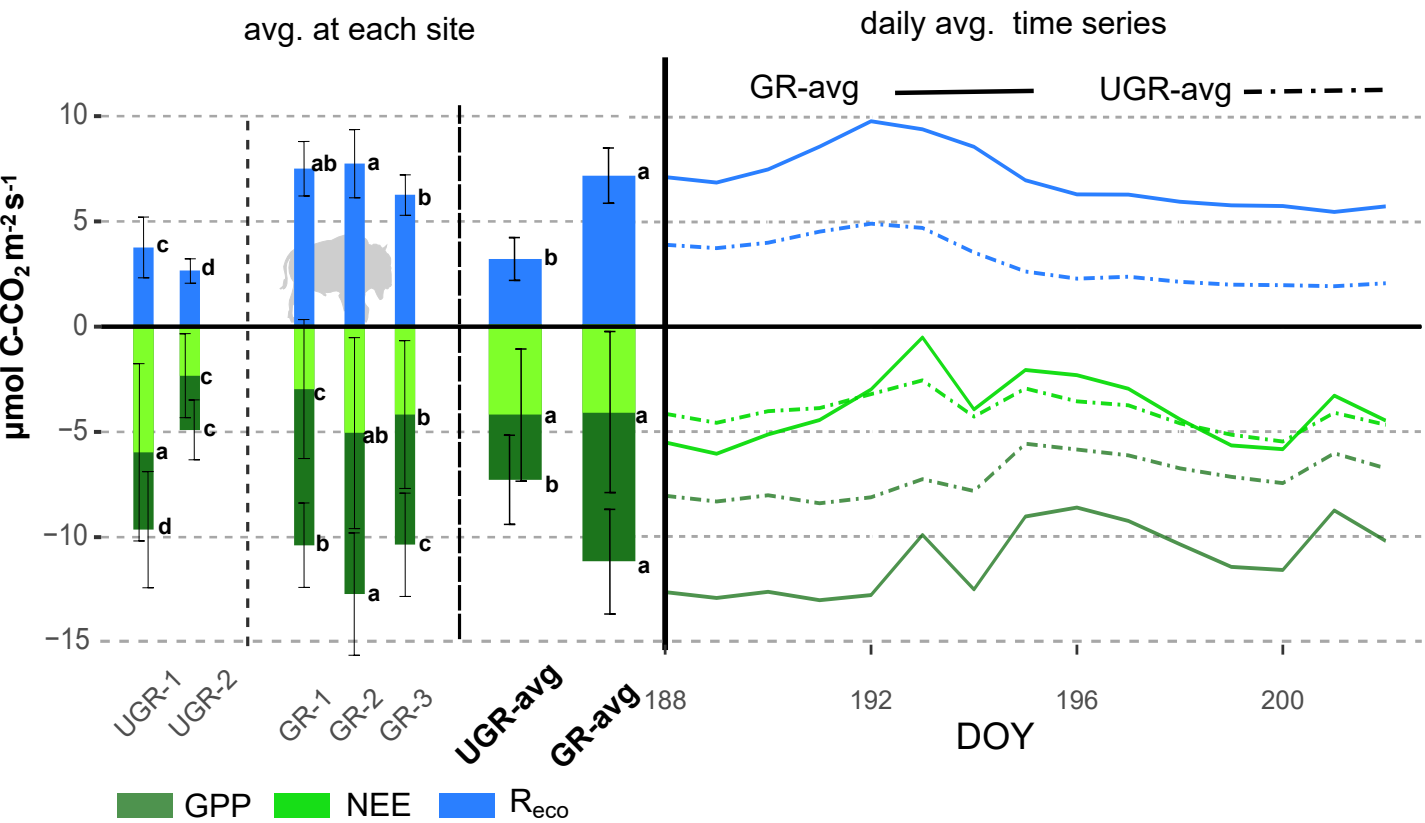 avg. at each site
daily avg. time series
GR-avg
UGR-avg
µmol C-CO₂ m⁻² s⁻¹
10
5
0
−5
−10
−15
c
d
ab
a
b
b
a
a
d
c
c
c
b
ab
a
b
c
a
b
a
a
UGR-1
UGR-2
GR-1
GR-2
GR-3
UGR-avg
GR-avg
188
192
196
200
DOY
GPP
NEE
R_eco